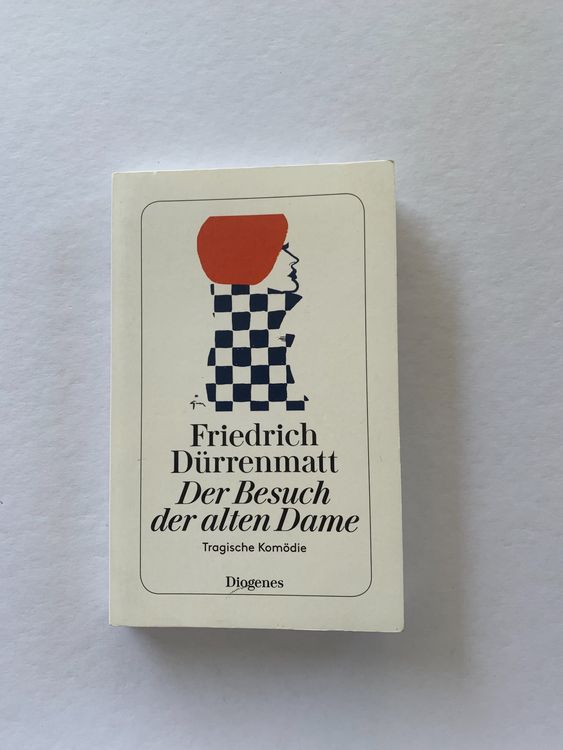 Friedrich
Dürrenmatt
Der Besuch
der alten Dame
Tragische Komödie
Diogenes